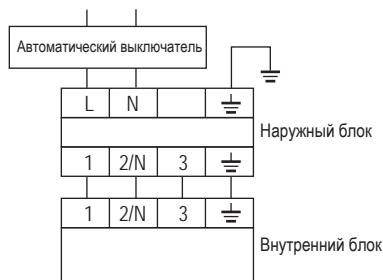 Автоматический выключатель
L N
Наружный блок
1 2/N 3
1 2/N 3
Внутренний блок